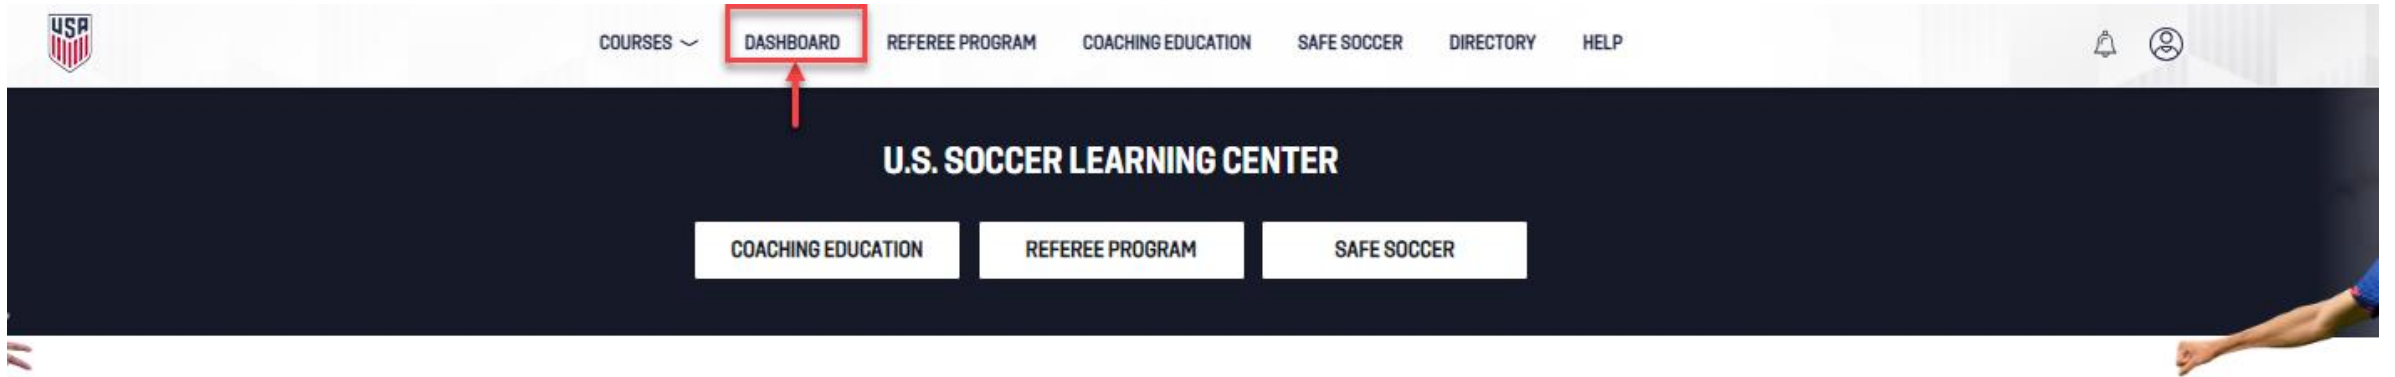 USA
COURSES DASHBOARD REFEREE PROGRAM COACHING EDUCATION SAFE SOCCER DIRECTORY HELP
U.S. SOCCER LEARNING CENTER
COACHING EDUCATION REFEREE PROGRAM SAFE SOCCER